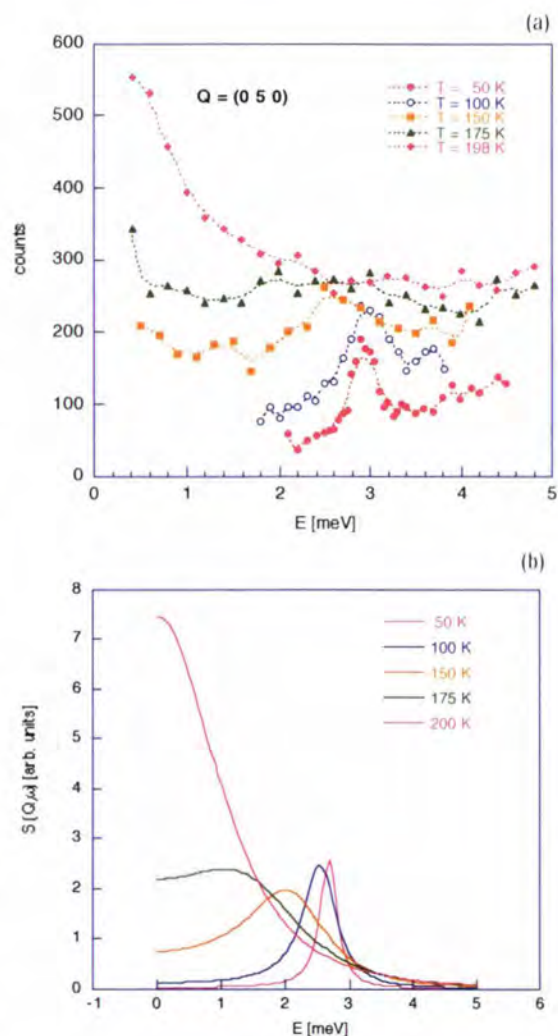 (a)
600
500
400
300
200
100
0
counts
Q = (0 5 0)
T = 50 K
T = 100 K
T = 150 K
T = 175 K
T = 198 K
0 1 2 3 4 5
E [meV]
(b)
8
7
6
5
4
3
2
1
0
S [Q,ω] [arb. units]
50 K
100 K
150 K
175 K
200 K
-1 0 1 2 3 4 5 6
E [meV]